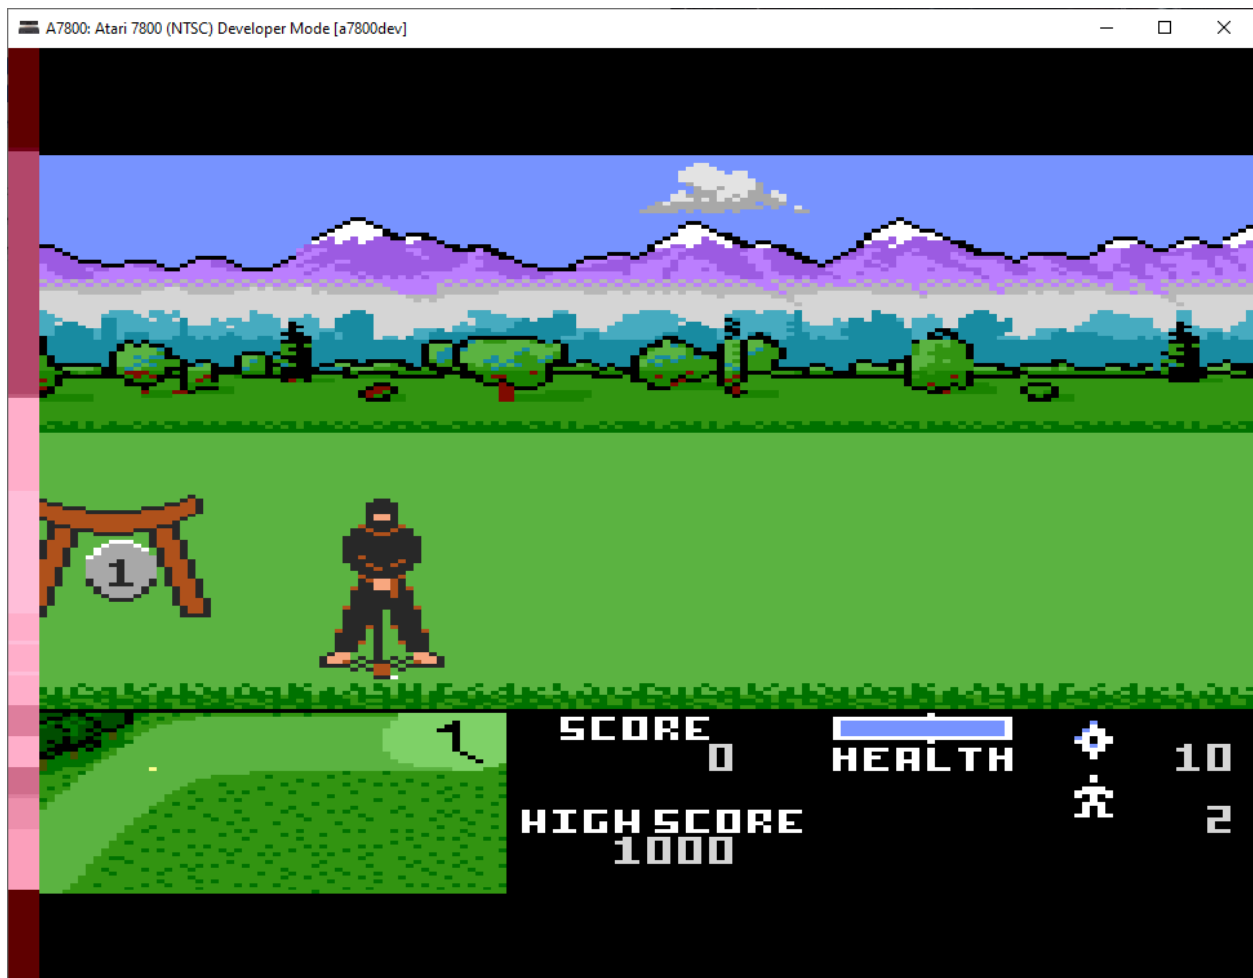 A7800: Atari 7800 (NTSC) Developer Mode [a7800dev]
1
1
SCORE
0
HEALTH
10
HIGH SCORE
1000
2